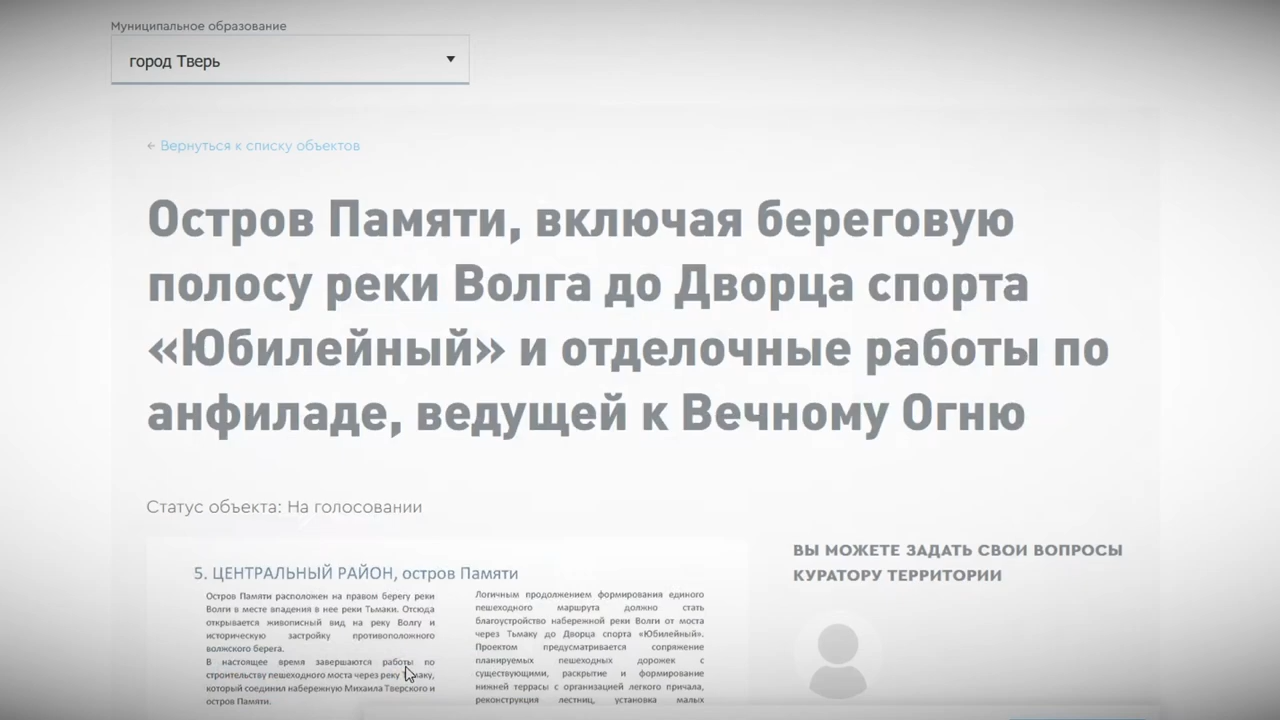 Муниципальное образование
город Тверь
← Вернуться к списку объектов
Остров Памяти, включая береговую
полосу реки Волга до Дворца спорта
«Юбилейный» и отделочные работы по
анфиладе, ведущей к Вечному Огню
Статус объекта: На голосовании
5. ЦЕНТРАЛЬНЫЙ РАЙОН, остров Памяти
Остров Памяти расположен на правом берегу реки
Волги в месте впадения в нее реки Тьмаки. Отсюда
открывается живописный вид на реку Волгу и
историческую застройку противоположного
волжского берега.
В настоящее время завершаются работы по
строительству пешеходного моста через реку Тьмаку,
который соединил набережную Михаила Тверского и
остров Памяти.
Логичным продолжением формирования единого
пешеходного маршрута должно стать
благоустройство набережной реки Волги от моста
через Тьмаку до Дворца спорта «Юбилейный».
Проектом предусматривается сопряжение
планируемых пешеходных дорожек с
существующими, раскрытие и формирование
нижней террасы с организацией легкого причала,
реконструкция лестниц, установка малых
ВЫ МОЖЕТЕ ЗАДАТЬ СВОИ ВОПРОСЫ
КУРАТОРУ ТЕРРИТОРИИ